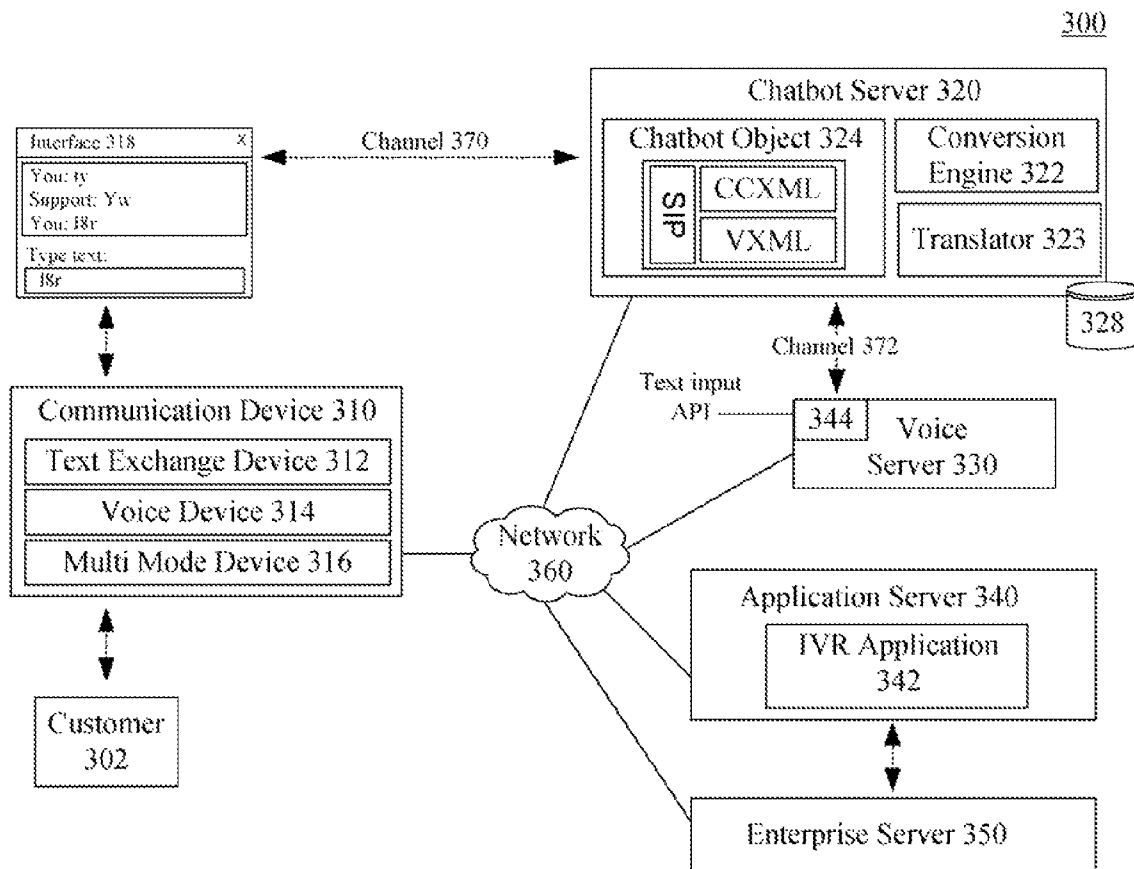 300
Chatbot Server 320
Chatbot Object 324
SIP
CCXML
VXML
Conversion
Engine 322
Translator 323
328
Channel 370
Interface 318 X
You: ty
Support: Yw
You: l8r
Type text:
l8r
Channel 372
Text input
API
344
Voice
Server 330
Communication Device 310
Text Exchange Device 312
Voice Device 314
Multi Mode Device 316
Network
360
Application Server 340
IVR Application
342
Customer
302
Enterprise Server 350